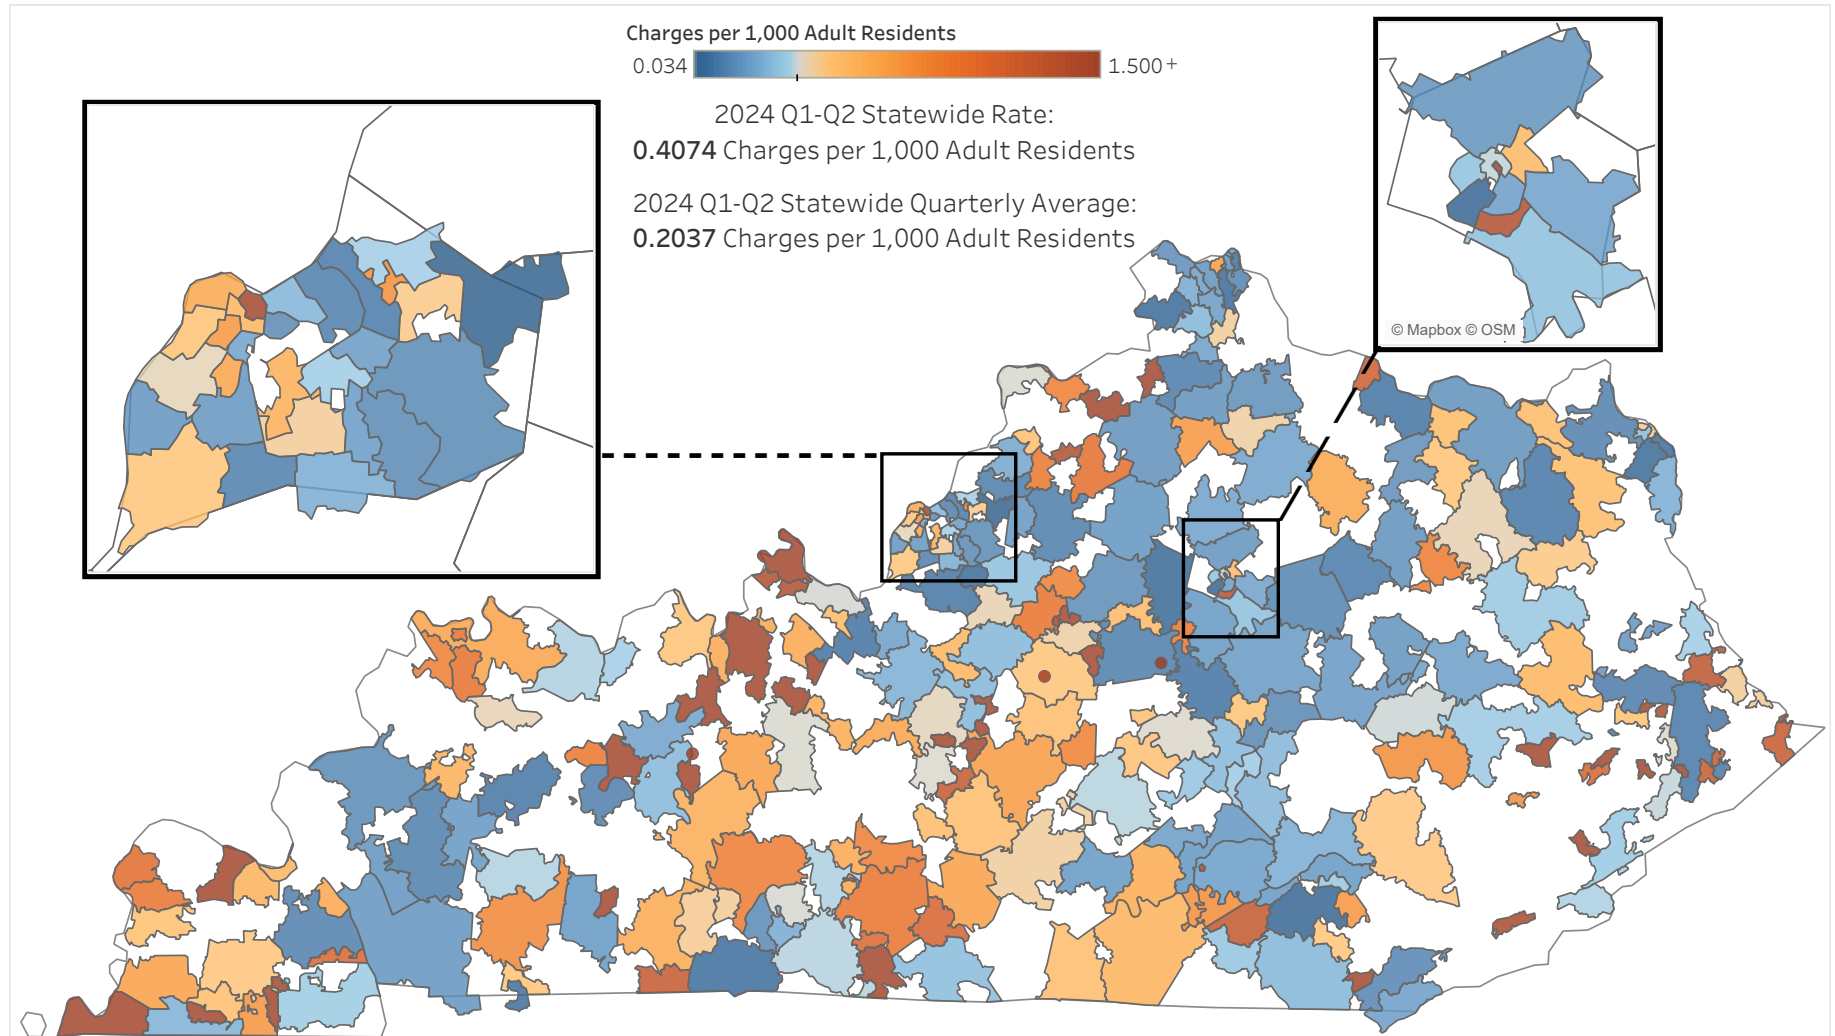 Charges per 1,000 Adult Residents
0.034 1.500 +
2024 Q1-Q2 Statewide Rate:
0.4074 Charges per 1,000 Adult Residents
2024 Q1-Q2 Statewide Quarterly Average:
0.2037 Charges per 1,000 Adult Residents
© Mapbox © OSM